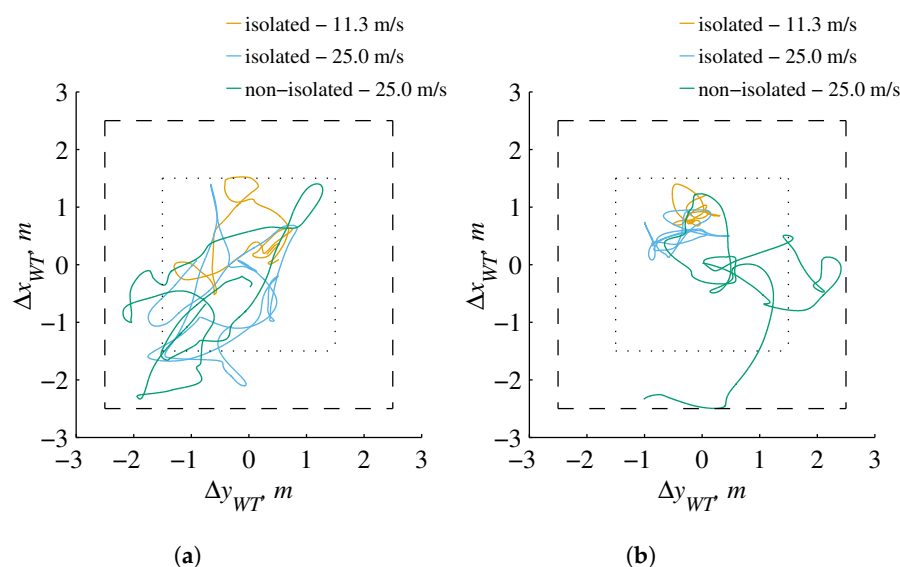 isolated − 11.3 m/s
isolated − 25.0 m/s
non−isolated − 25.0 m/s
3
2
1
0
−1
−2
−3
−3 −2 −1 0 1 2 3
Δx_WT, m
Δy_WT, m
(a)
isolated − 11.3 m/s
isolated − 25.0 m/s
non−isolated − 25.0 m/s
3
2
1
0
−1
−2
−3
−3 −2 −1 0 1 2 3
Δx_WT, m
Δy_WT, m
(b)